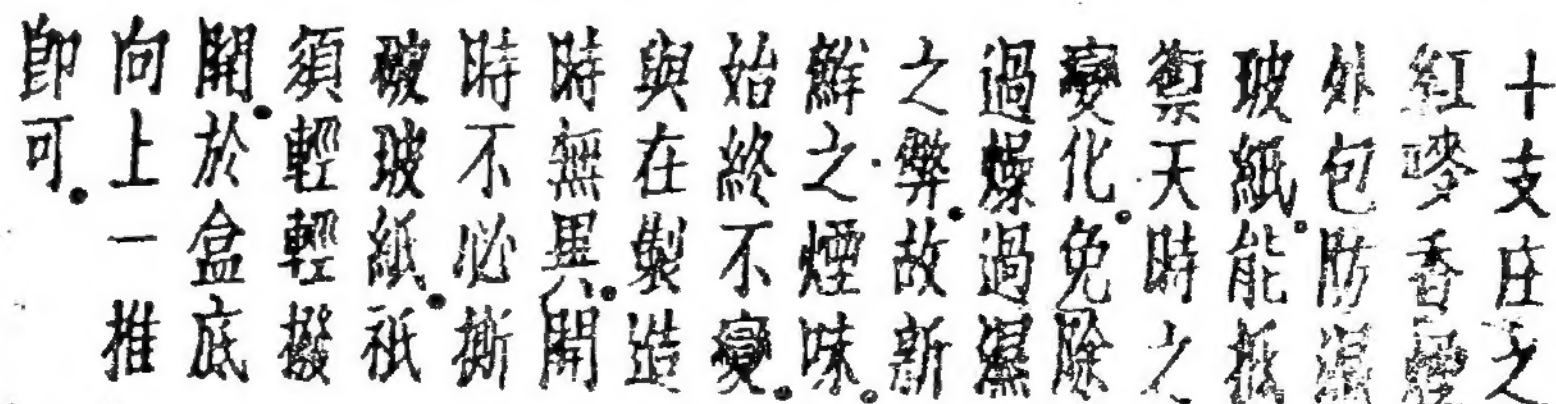 十支庄之
紅嘜香煙
外包防濕
玻紙。能抵
禦天時之
變化。免除
過燥過濕
之弊。故新
鮮之煙味。
始終不變。
與在製造
時無異。開
時不必撕
破玻紙。祇
須輕輕撥
開。於盒底
向上一推
即可。